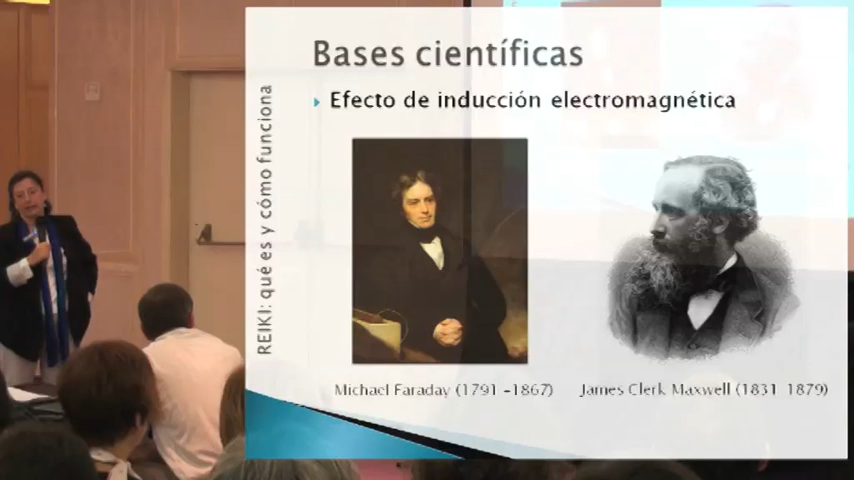 Bases científicas
Efecto de inducción electromagnética
REIKI: qué es y cómo funciona
Michael Faraday (1791 -1867)
James Clerk Maxwell (1831 1879)